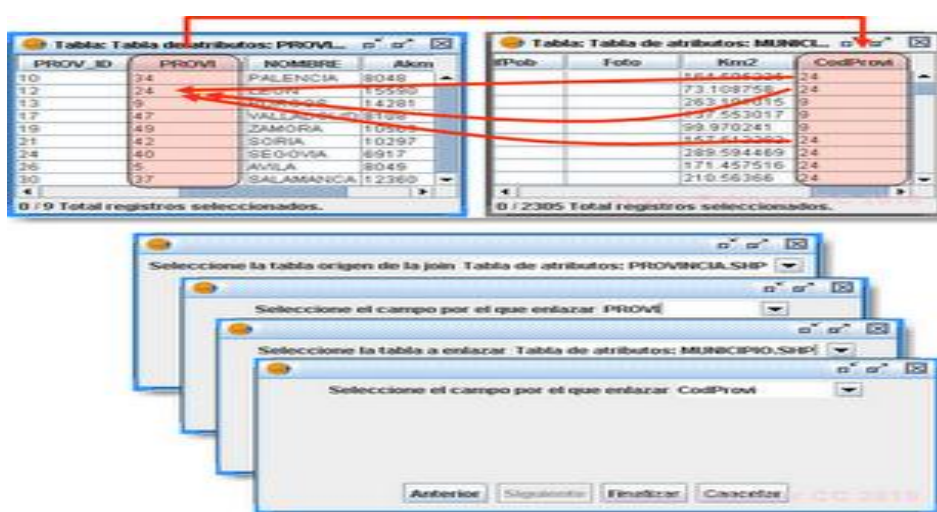 Tabla: Tabla de atributos: PROVI...
PROV_ID PROVI NOMBRE Akm
10 34 PALENCIA 8048
12 24 LEON 15590
13 9 14281
17 47 VALLADOLID
19 49 ZAMORA
21 42 SORIA 10297
24 40 SEGOVIA 6917
26 5 AVILA 8049
30 37 SALAMANCA 12360
0 / 9 Total registros seleccionados.
Tabla: Tabla de atributos: MUNICI...
fPob Foto Km2 CodProvi
24
73.108758 24
9
9
99.970241 9
24
289.594469 24
171.457516 24
210.56366 24
0 / 2305 Total registros seleccionados.
Seleccione la tabla origen de la join Tabla de atributos: PROVINCIA.SHP
Seleccione el campo por el que enlazar PROVI
Seleccione la tabla a enlazar Tabla de atributos: MUNICIPIO.SHP
Seleccione el campo por el que enlazar CodProvi
Anterior Siguiente Finalizar Cancelar